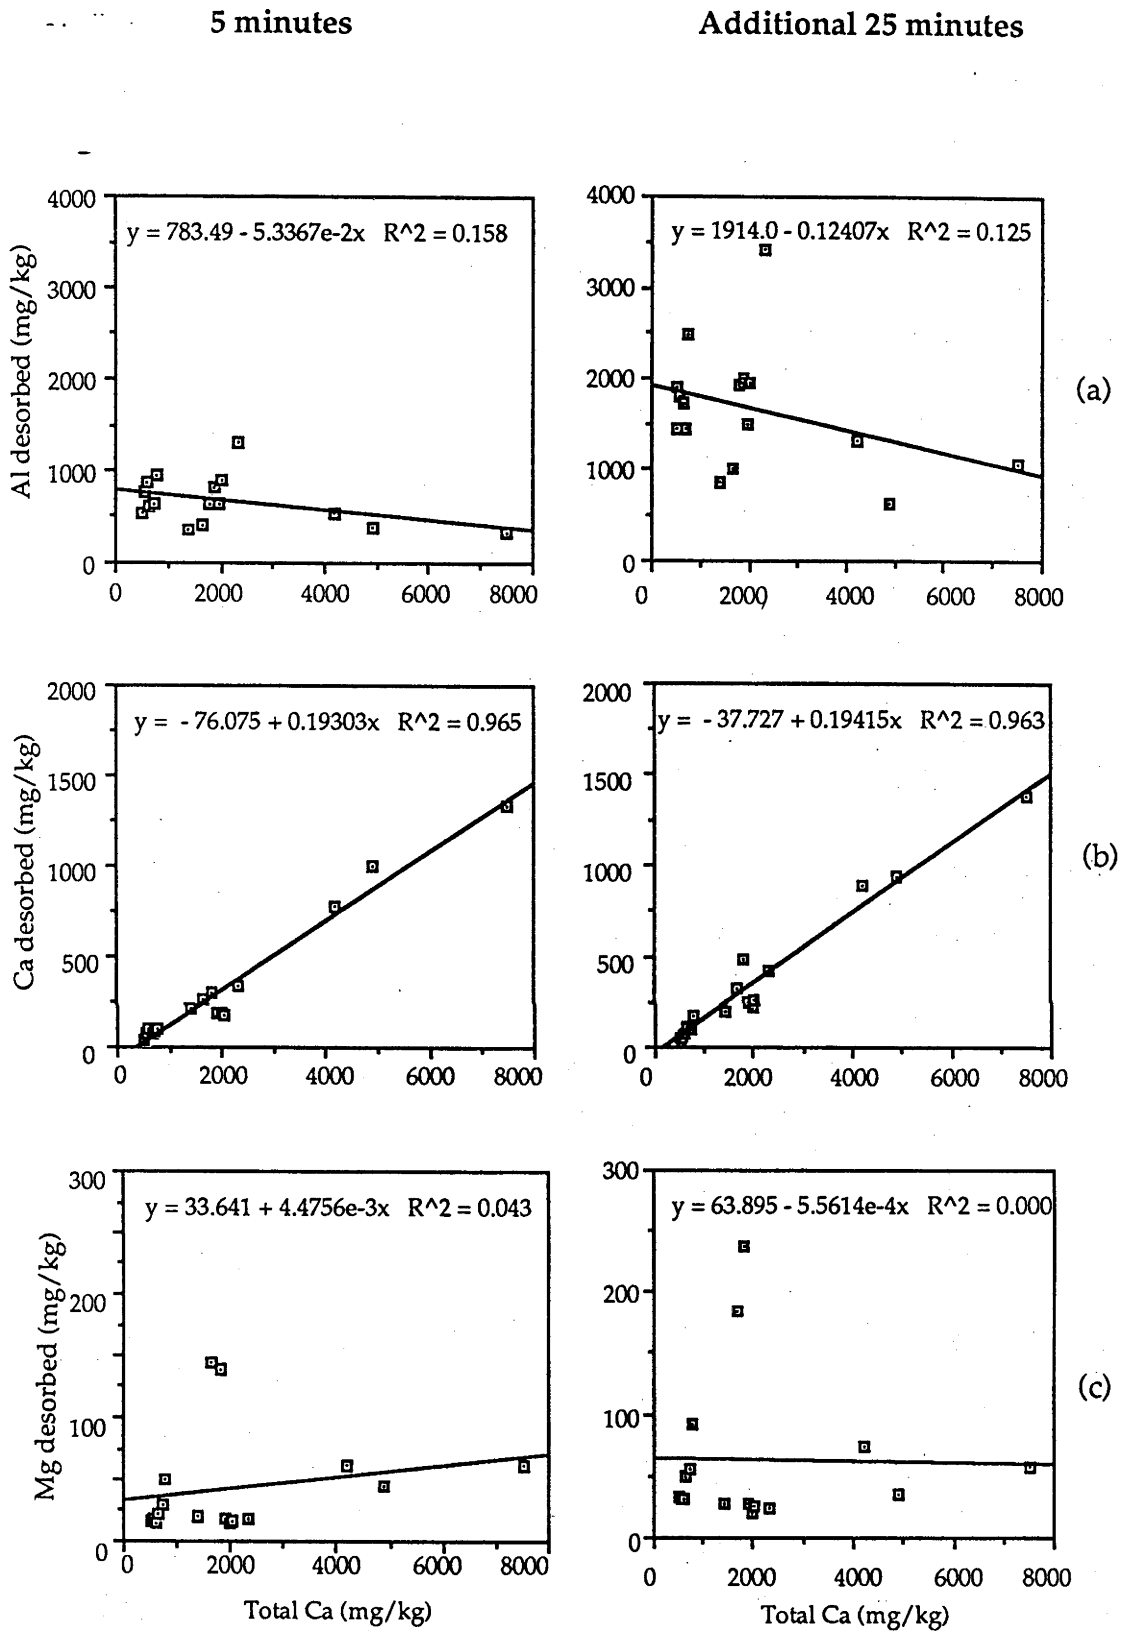 5 minutes
Additional 25 minutes
Al desorbed (mg/kg)
4000
3000
2000
1000
0
y = 783.49 - 5.3367e-2x R^2 = 0.158
0 2000 4000 6000 8000
4000
3000
2000
1000
0
y = 1914.0 - 0.12407x R^2 = 0.125
0 2000 4000 6000 8000
(a)
Ca desorbed (mg/kg)
2000
1500
1000
500
0
y = - 76.075 + 0.19303x R^2 = 0.965
0 2000 4000 6000 8000
2000
1500
1000
500
0
y = - 37.727 + 0.19415x R^2 = 0.963
0 2000 4000 6000 8000
(b)
Mg desorbed (mg/kg)
300
200
100
0
y = 33.641 + 4.4756e-3x R^2 = 0.043
0 2000 4000 6000 8000
Total Ca (mg/kg)
300
200
100
0
y = 63.895 - 5.5614e-4x R^2 = 0.000
0 2000 4000 6000 8000
Total Ca (mg/kg)
(c)